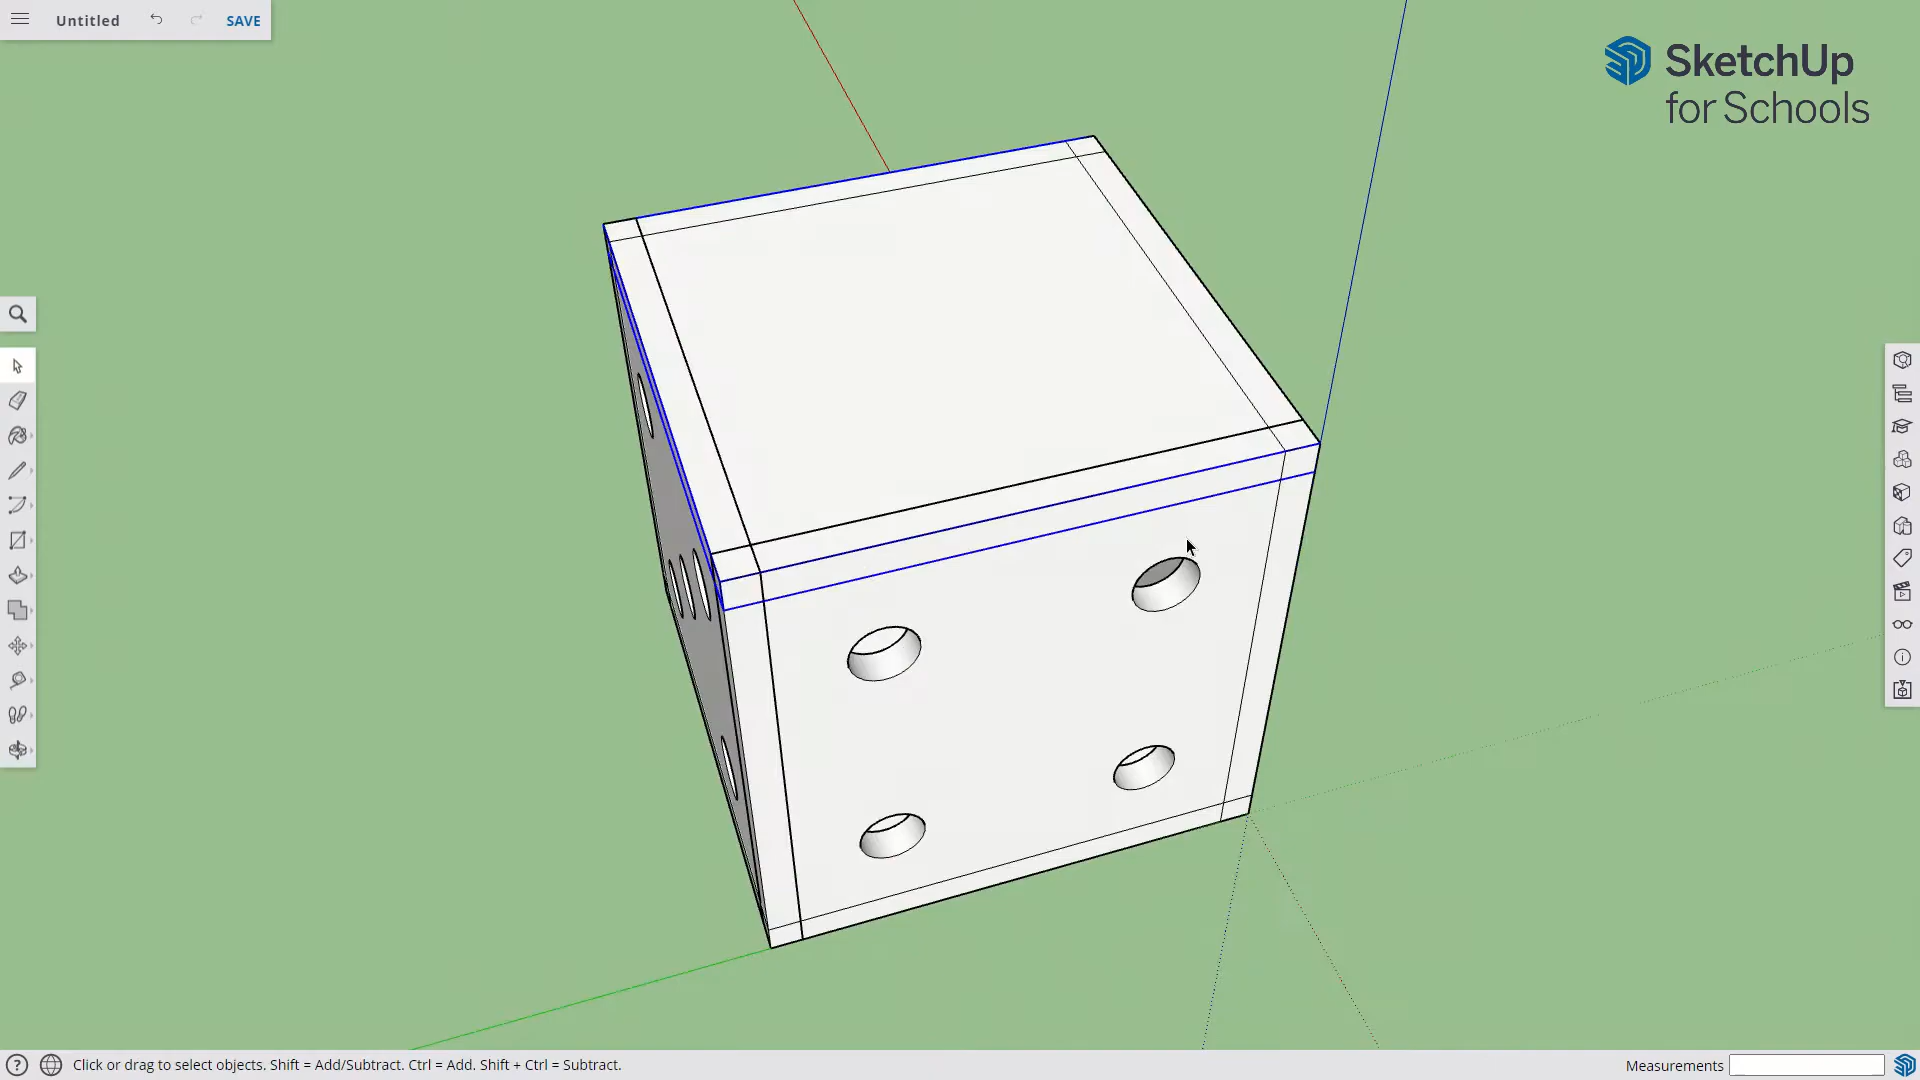 Untitled
SAVE
SketchUp
for Schools
Click or drag to select objects. Shift = Add/Subtract. Ctrl = Add. Shift + Ctrl = Subtract.
Measurements